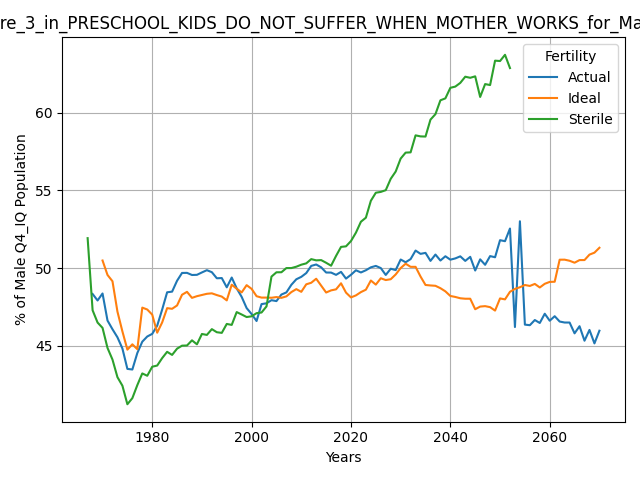 re_3_in_PRESCHOOL_KIDS_DO_NOT_SUFFER_WHEN_MOTHER_WORKS_for_Ma
Fertility
Actual
Ideal
Sterile
% of Male Q4_IQ Population
60
55
50
45
1980
2000
2020
2040
2060
Years